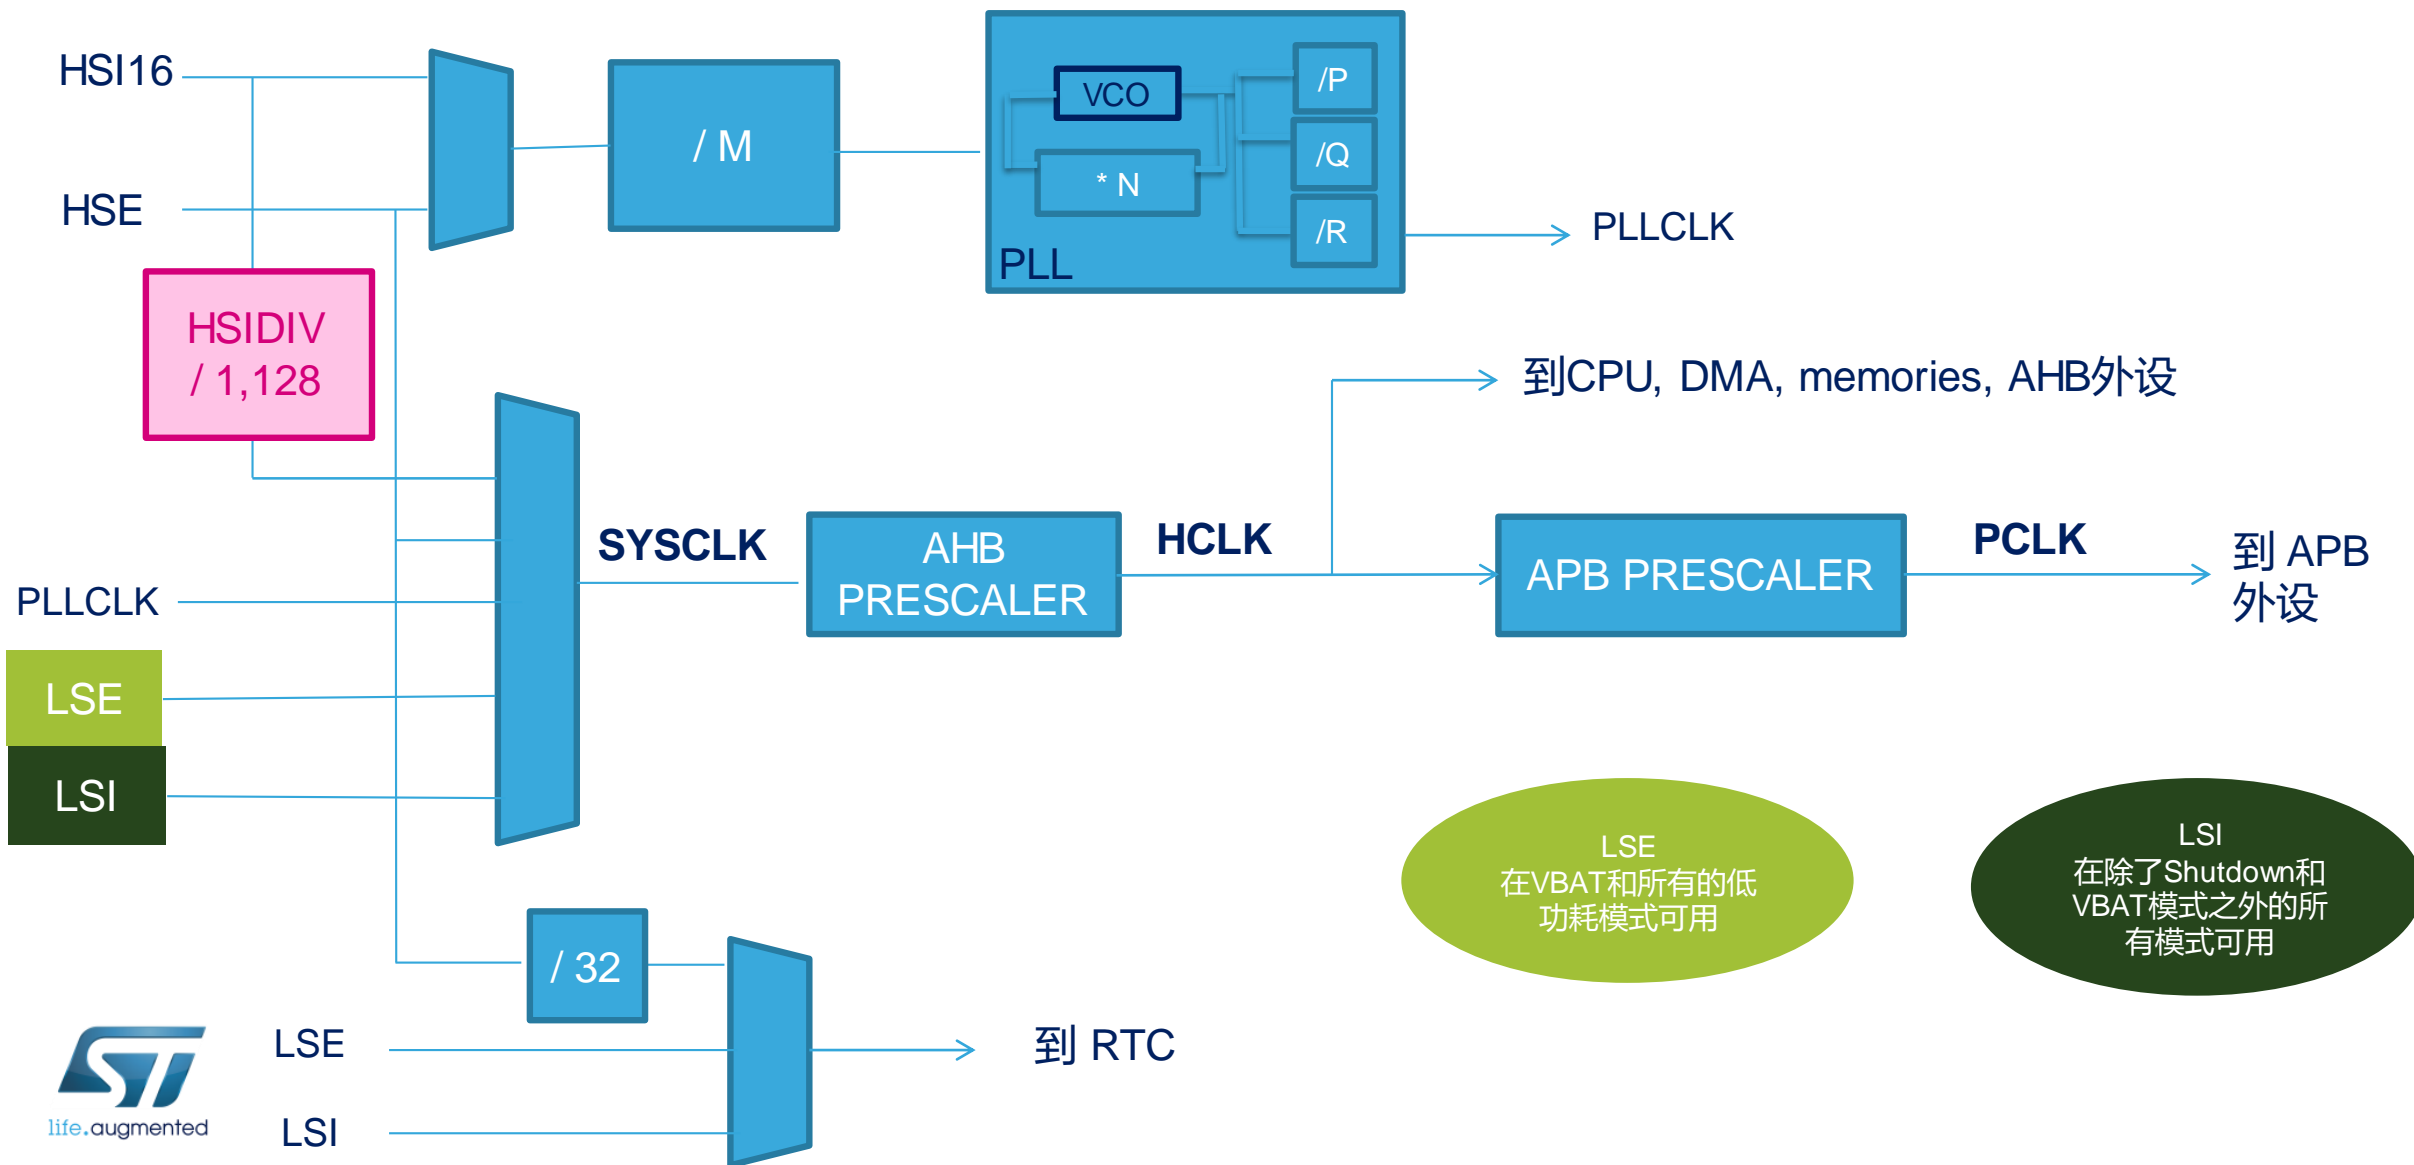 HSI16
HSE
/ M
VCO
* N
/P
/Q
/R
PLL
PLLCLK
HSIDIV
/ 1,128
到CPU, DMA, memories, AHB外设
SYSCLK
AHB
PRESCALER
HCLK
APB PRESCALER
PCLK
到 APB
外设
PLLCLK
LSE
LSI
LSE
在VBAT和所有的低
功耗模式可用
LSI
在除了Shutdown和
VBAT模式之外的所
有模式可用
/ 32
LSE
LSI
到 RTC
ST
life.augmented